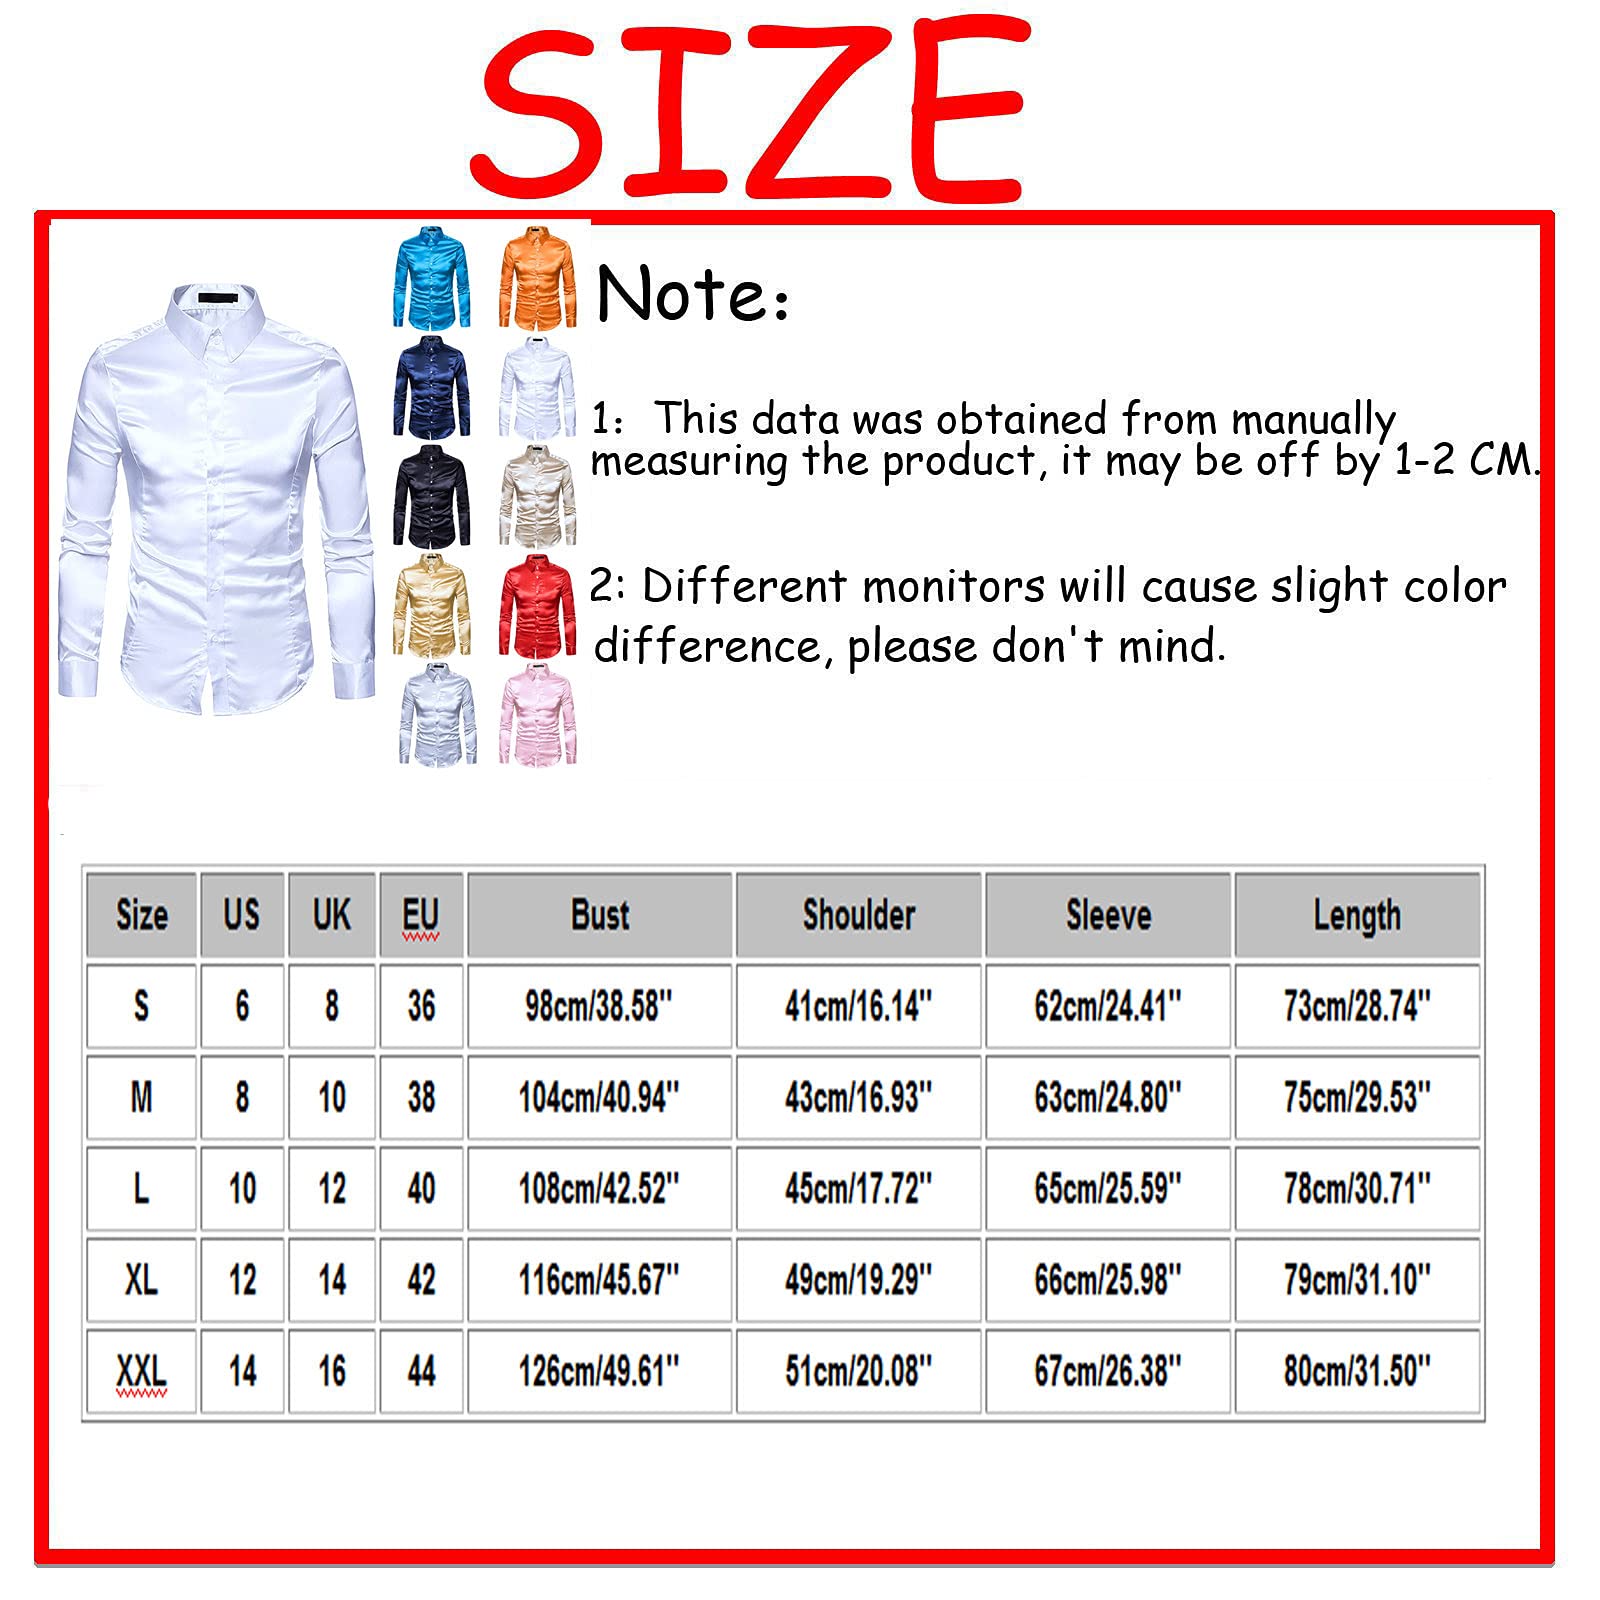 SIZE
Note：
1： This data was obtained from manually
measuring the product, it may be off by 1-2 CM.
2: Different monitors will cause slight color
difference, please don't mind.
Size US UK EU Bust Shoulder Sleeve Length
S 6 8 36 98cm/38.58'' 41cm/16.14'' 62cm/24.41'' 73cm/28.74''
M 8 10 38 104cm/40.94'' 43cm/16.93'' 63cm/24.80'' 75cm/29.53''
L 10 12 40 108cm/42.52'' 45cm/17.72'' 65cm/25.59'' 78cm/30.71''
XL 12 14 42 116cm/45.67'' 49cm/19.29'' 66cm/25.98'' 79cm/31.10''
XXL 14 16 44 126cm/49.61'' 51cm/20.08'' 67cm/26.38'' 80cm/31.50''